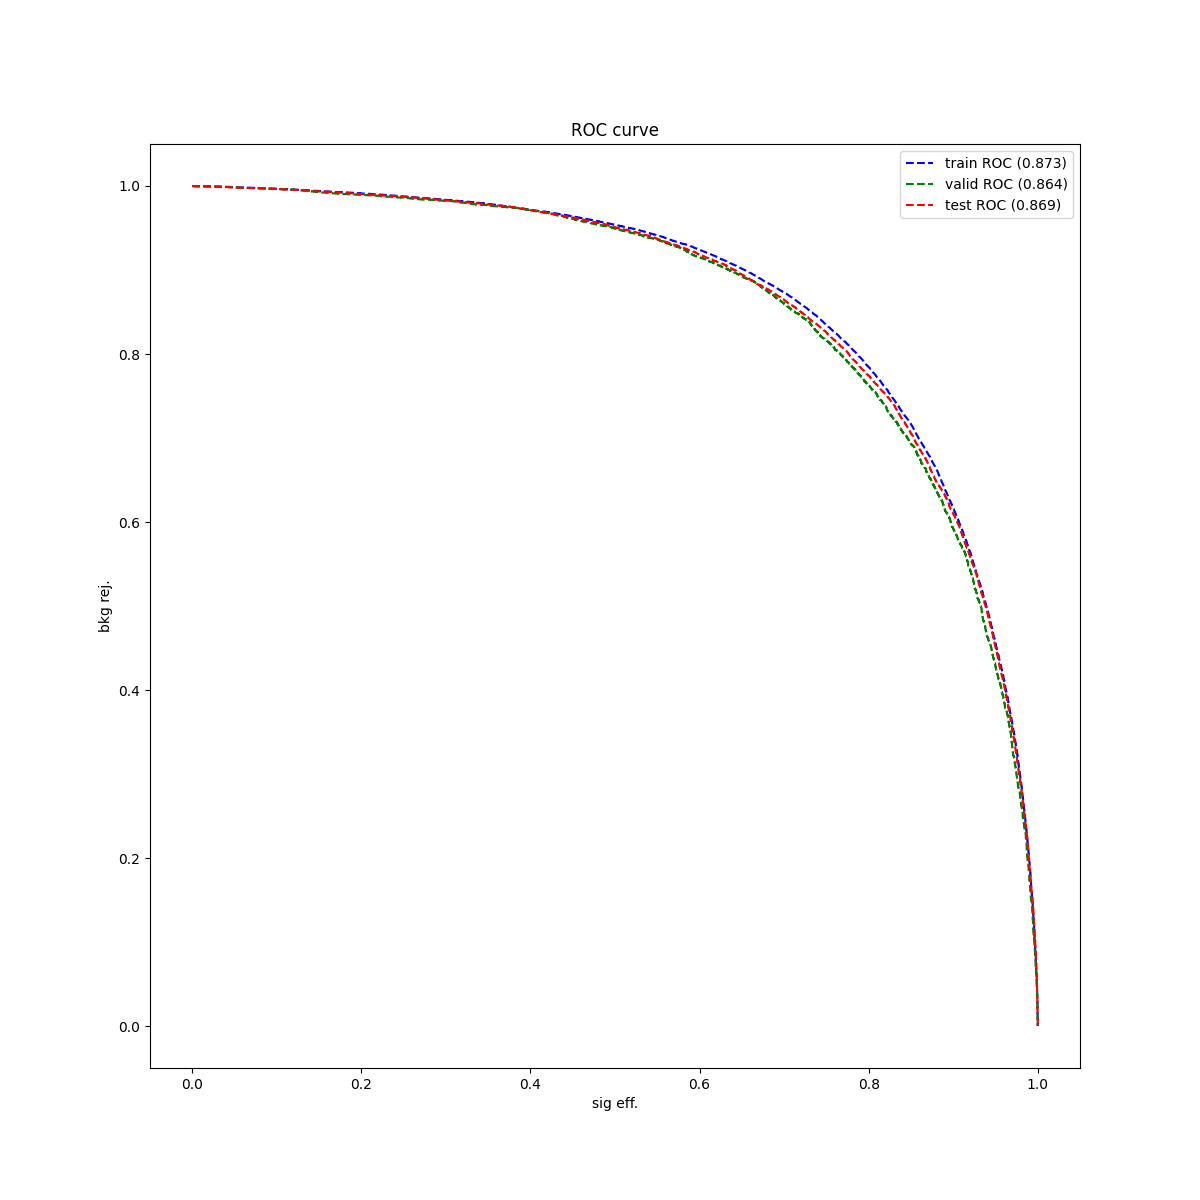 ROC curve
train ROC (0.873)
valid ROC (0.864)
test ROC (0.869)
1.0
0.8
0.6
0.4
0.2
0.0
bkg rej.
0.0 0.2 0.4 0.6 0.8 1.0
sig eff.